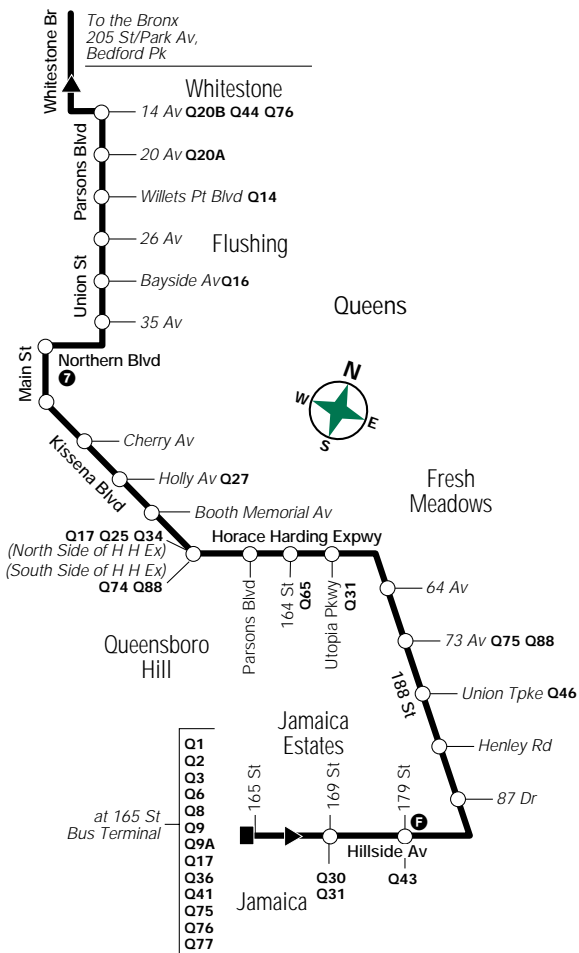 To the Bronx
205 St/Park Av,
Bedford Pk
Whitestone Br
Whitestone
14 Av Q20B Q44 Q76
Parsons Blvd
20 Av Q20A
Willets Pt Blvd Q14
26 Av
Flushing
Union St
Bayside Av Q16
35 Av
Queens
Main St
Northern Blvd
7
N
W
E
S
Cherry Av
Kissena Blvd
Holly Av Q27
Fresh
Meadows
Booth Memorial Av
Q17 Q25 Q34
(North Side of H H Ex)
(South Side of H H Ex)
Q74 Q88
Horace Harding Expwy
Parsons Blvd
164 St
Q65
Utopia Pkwy
Q31
64 Av
73 Av Q75 Q88
Queensboro
Hill
188 St
Union Tpke Q46
Jamaica
Estates
Henley Rd
87 Dr
at 165 St
Bus Terminal
Q1
Q2
Q3
Q6
Q8
Q9
Q9A
Q17
Q36
Q41
Q75
Q76
Q77
165 St
169 St
179 St
F
Hillside Av
Q30
Q31
Q43
Jamaica